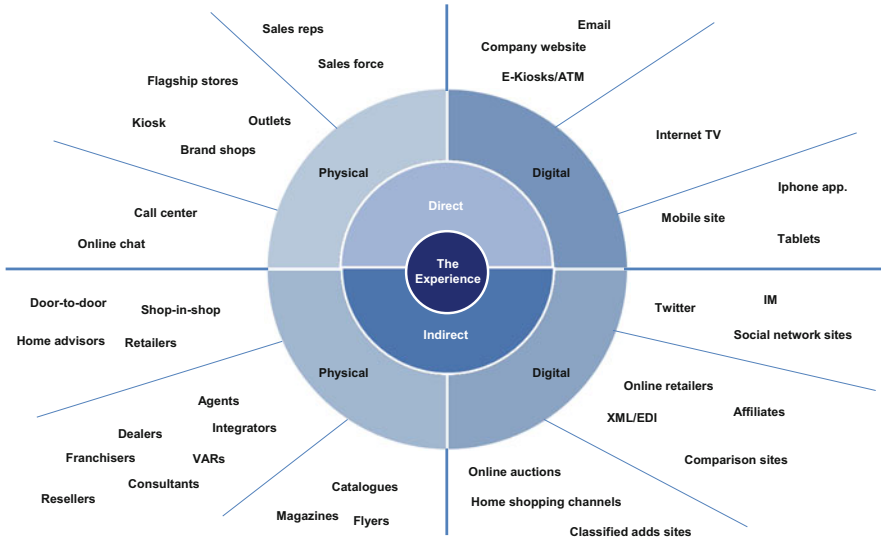 Sales reps
Sales force
Flagship stores
Kiosk
Outlets
Brand shops
Call center
Online chat
Email
Company website
E-Kiosks/ATM
Internet TV
Iphone app.
Mobile site
Tablets
Physical
Digital
Direct
The
Experience
Indirect
Physical
Digital
Door-to-door
Shop-in-shop
Home advisors
Retailers
Agents
Integrators
Dealers
Franchisers
VARs
Consultants
Resellers
Catalogues
Magazines
Flyers
Twitter
IM
Social network sites
Online retailers
Affiliates
XML/EDI
Comparison sites
Online auctions
Home shopping channels
Classified adds sites